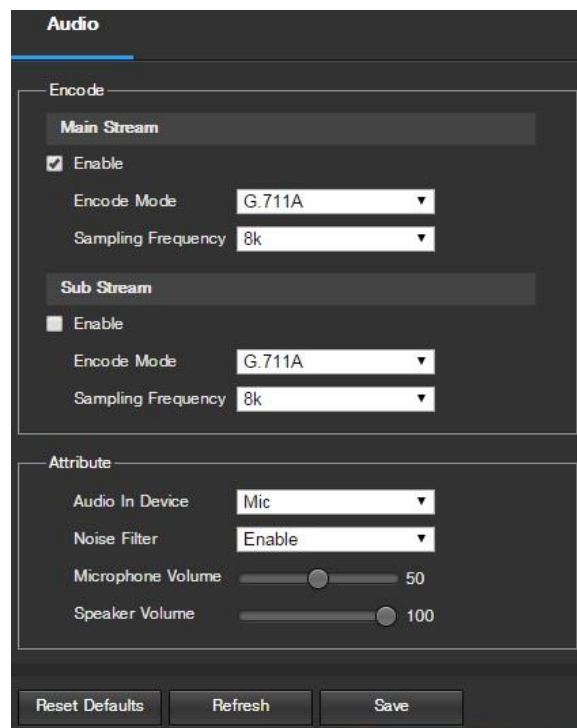 Audio
Encode
Main Stream
Enable
Encode Mode G.711A
Sampling Frequency 8k
Sub Stream
Enable
Encode Mode G.711A
Sampling Frequency 8k
Attribute
Audio In Device Mic
Noise Filter Enable
Microphone Volume 50
Speaker Volume 100
Reset Defaults Refresh Save